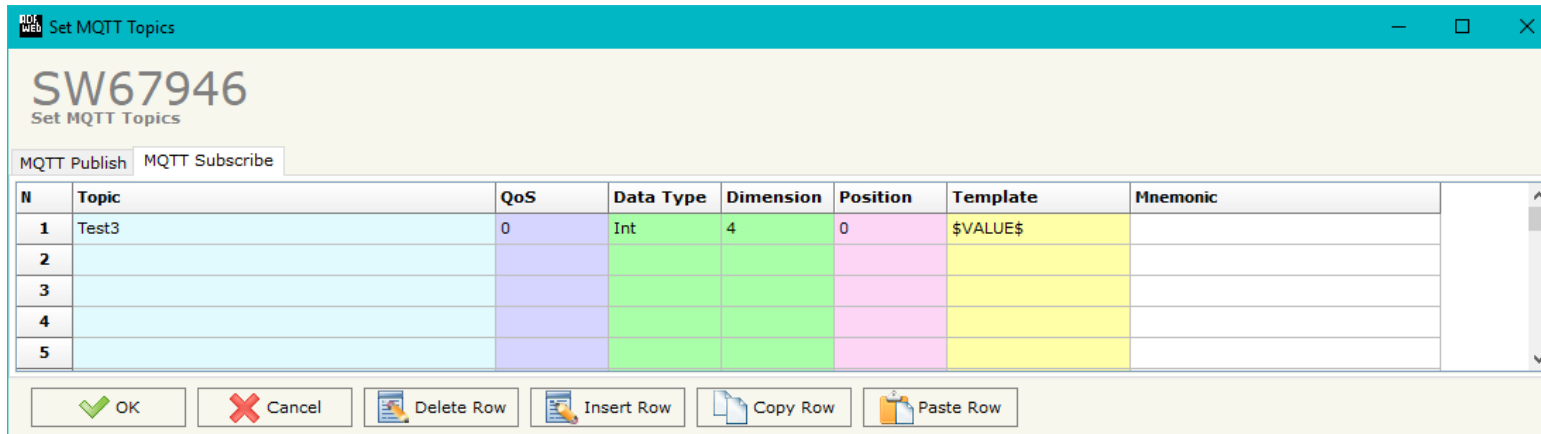 ADF WEB Set MQTT Topics
SW67946
Set MQTT Topics
MQTT Publish MQTT Subscribe
N Topic QoS Data Type Dimension Position Template Mnemonic
1 Test3 0 Int 4 0 $VALUE$
2
3
4
5
OK Cancel Delete Row Insert Row Copy Row Paste Row